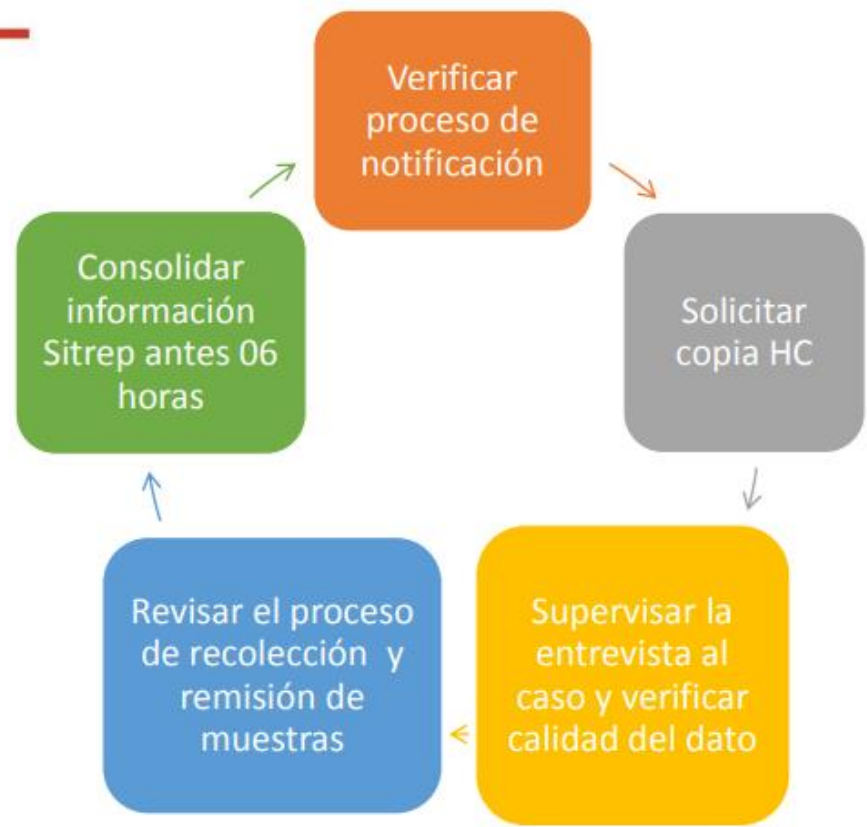 Verificar
proceso de
notificación
Solicitar
copia HC
Supervisar la
entrevista al
caso y verificar
calidad del dato
Revisar el proceso
de recolección y
remisión de
muestras
Consolidar
información
Sitrep antes 06
horas